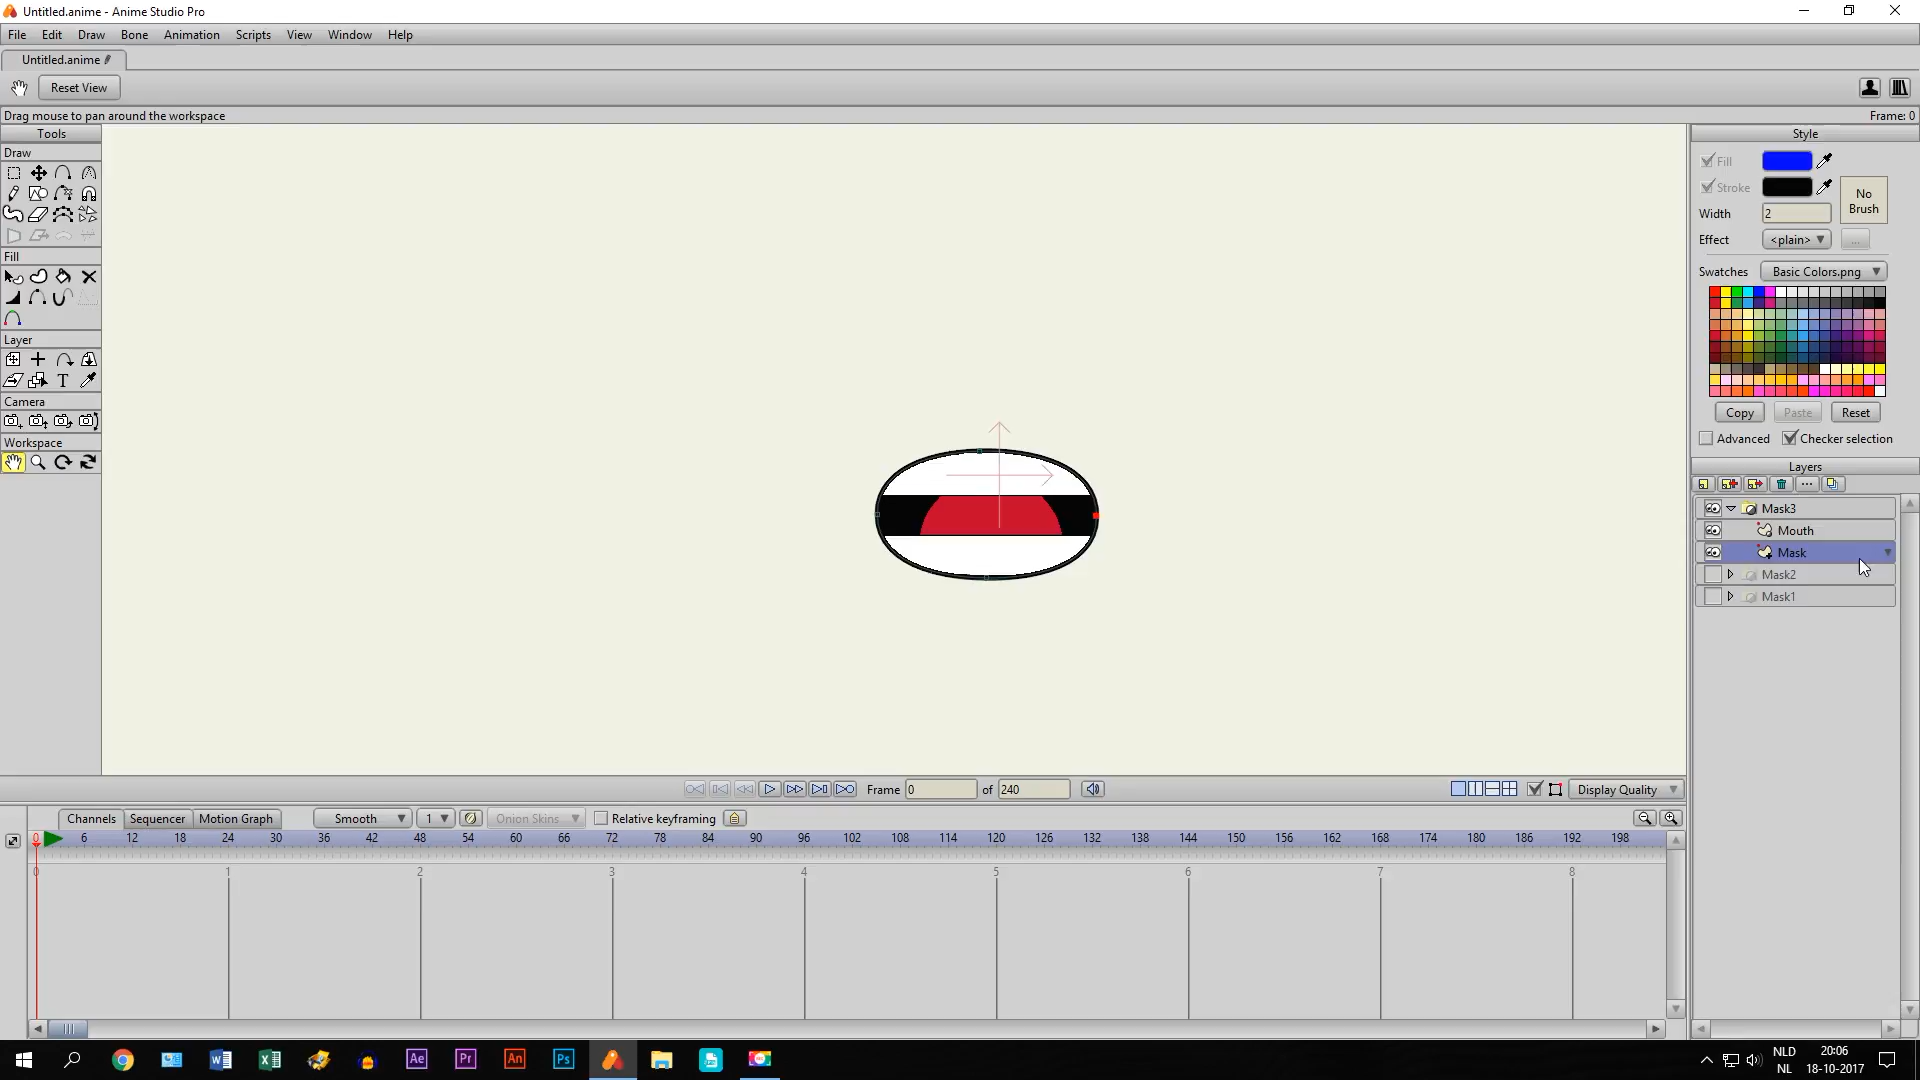 Untitled.anime - Anime Studio Pro
File Edit Draw Bone Animation Scripts View Window Help
Untitled.anime
Reset View
Drag mouse to pan around the workspace
Frame: 0
Tools
Draw
Fill
Layer
T
Camera
Workspace
Style
Fill
Stroke
No
Brush
Width 2
Effect <plain> ...
Swatches Basic Colors.png
Copy Paste Reset
Advanced Checker selection
Layers
Mask3
Mouth
Mask
Mask2
Mask1
Frame 0 of 240
Display Quality
Channels Sequencer Motion Graph Smooth 1 Onion Skins Relative keyframing
0 6 12 18 24 30 36 42 48 54 60 66 72 78 84 90 96 102 108 114 120 126 132 138 144 150 156 162 168 174 180 186 192 198
0 1 2 3 4 5 6 7 8
Ae Pr An Ps
NLD
NL
20:06
18-10-2017